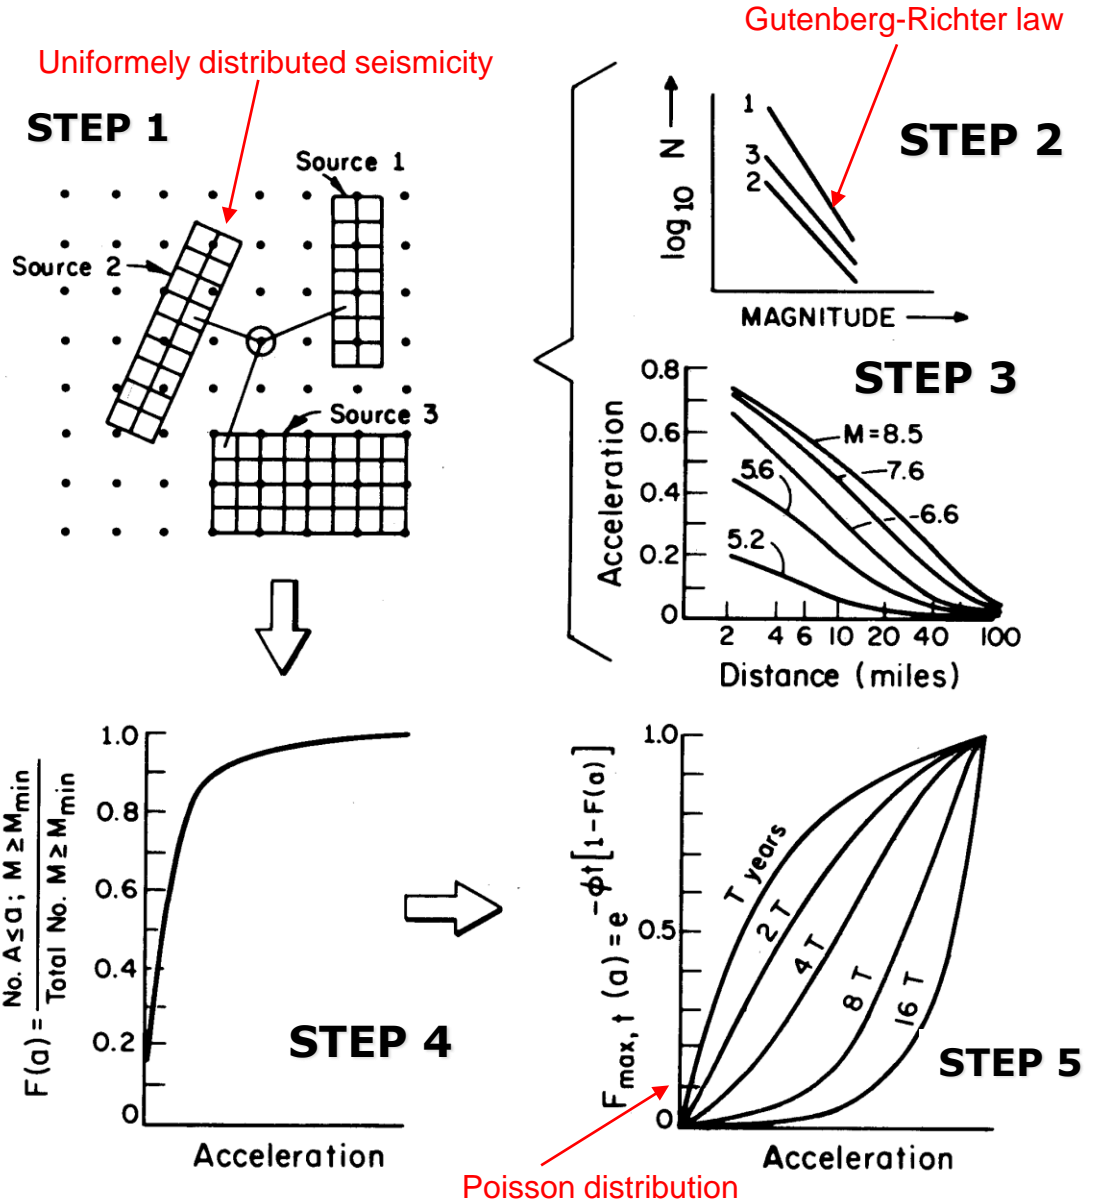 Gutenberg-Richter law
Uniformely distributed seismicity
STEP 1
Source 1
Source 2
Source 3
STEP 2
log10 N
1
3
2
MAGNITUDE
STEP 3
Acceleration
0.8
0.6
0.4
0.2
0
M=8.5
7.6
6.6
5.6
5.2
2 4 6 10 20 40 100
Distance (miles)
F(a) = No. A≤a; M≥Mmin / Total No. M≥Mmin
1.0
0.8
0.6
0.4
0.2
0
STEP 4
Acceleration
Fmax, t (a) = e^-ϕt[1-F(a)]
1.0
0.5
0
T years
2T
4T
8T
16T
STEP 5
Acceleration
Poisson distribution